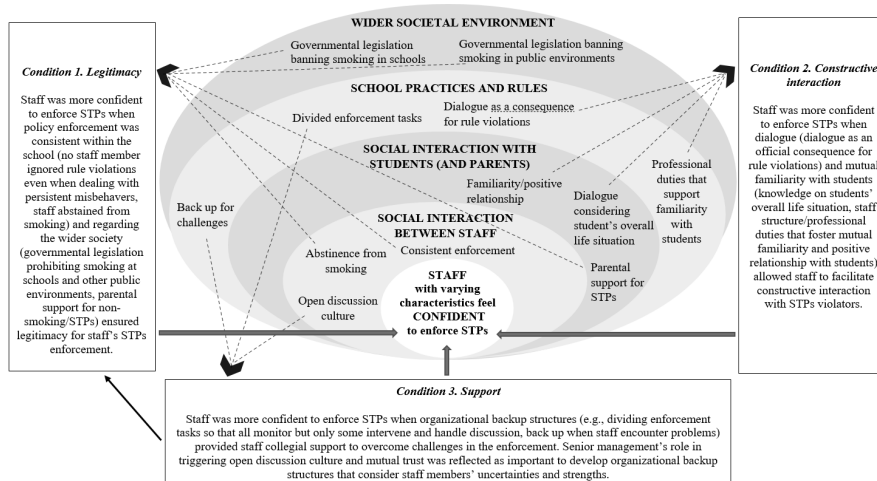 WIDER SOCIETAL ENVIRONMENT
Governmental legislation
banning smoking in schools
Governmental legislation banning
smoking in public environments
SCHOOL PRACTICES AND RULES
Divided enforcement tasks
Dialogue as a consequence
for rule violations
SOCIAL INTERACTION WITH
STUDENTS (AND PARENTS)
Familiarity/positive
relationship
Professional
duties that
support
familiarity
with
students
Back up for
challenges
Dialogue
considering
student's overall
life situation
SOCIAL INTERACTION
BETWEEN STAFF
Consistent enforcement
Abstinence from
smoking
Parental
support for
STPs
Open discussion
culture
STAFF
with varying
characteristics feel
CONFIDENT
to enforce STPs
Condition 1. Legitimacy
Staff was more confident
to enforce STPs when
policy enforcement was
consistent within the
school (no staff member
ignored rule violations
even when dealing with
persistent misbehavers,
staff abstained from
smoking) and regarding
the wider society
(governmental legislation
prohibiting smoking at
schools and other public
environments, parental
support for non-
smoking/STPs) ensured
legitimacy for staff's STPs
enforcement.
Condition 2. Constructive
interaction
Staff was more confident
to enforce STPs when
dialogue (dialogue as an
official consequence for
rule violations) and mutual
familiarity with students
(knowledge on students'
overall life situation, staff
structure/professional
duties that foster mutual
familiarity and positive
relationship with students)
allowed staff to facilitate
constructive interaction
with STPs violators.
Condition 3. Support
Staff was more confident to enforce STPs when organizational backup structures (e.g., dividing enforcement
tasks so that all monitor but only some intervene and handle discussion, back up when staff encounter problems)
provided staff collegial support to overcome challenges in the enforcement. Senior management's role in
triggering open discussion culture and mutual trust was reflected as important to develop organizational backup
structures that consider staff members' uncertainties and strengths.